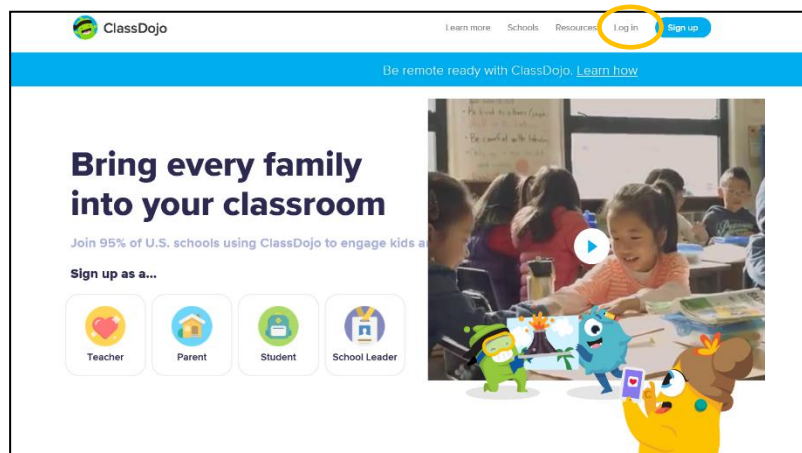 ClassDojo
Learn more Schools Resources Log in Sign up
Be remote ready with ClassDojo. Learn how
Bring every family
into your classroom
Join 95% of U.S. schools using ClassDojo to engage kids a
Sign up as a...
Teacher Parent Student School Leader